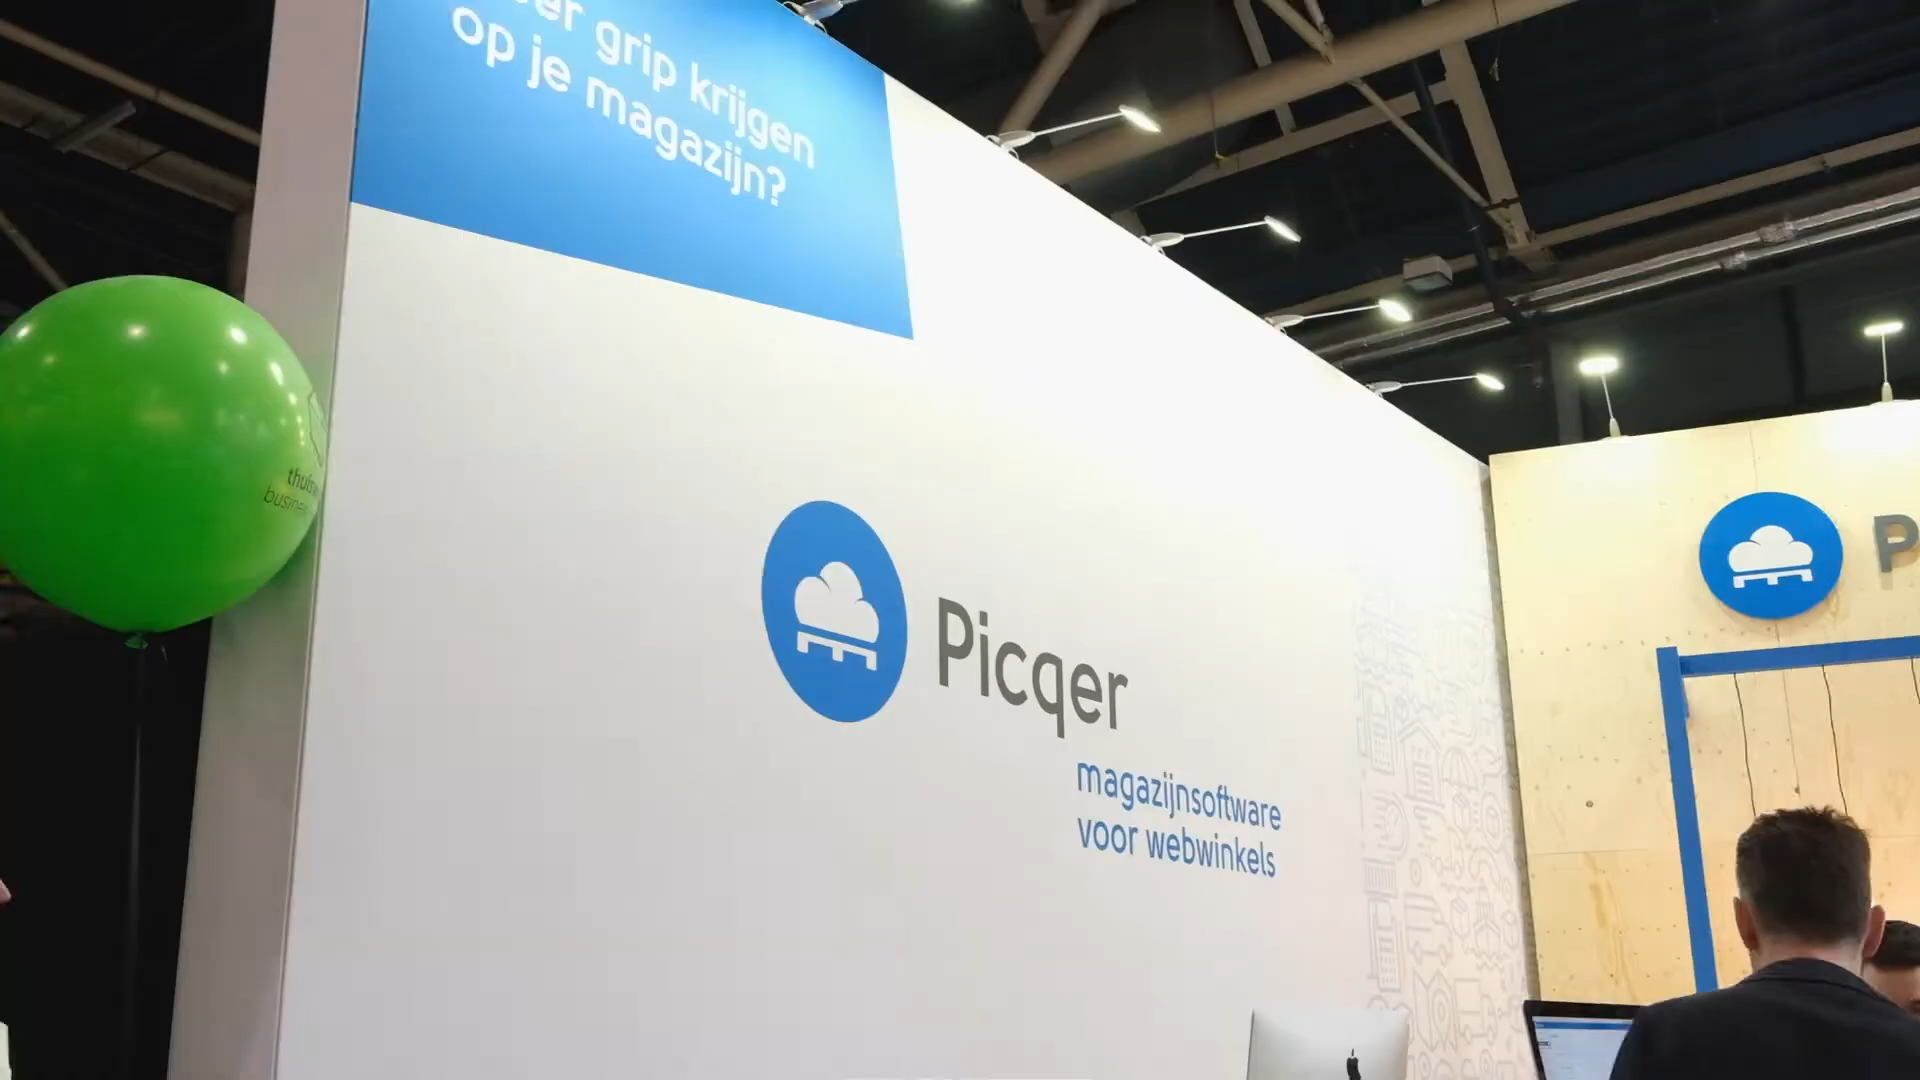 grip krijgen
op je magazijn?
Picqer
magazijnsoftware
voor webwinkels